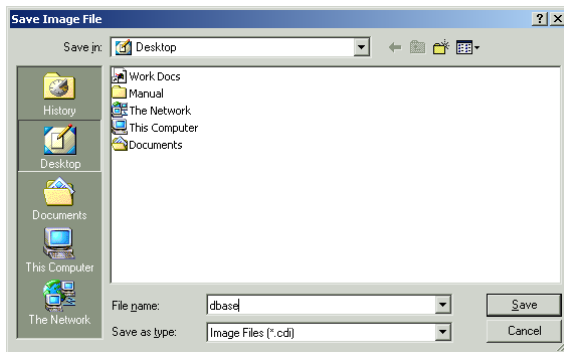 Save Image File
? X
Save in: Desktop
Work Docs
Manual
The Network
This Computer
Documents
History
Desktop
Documents
This Computer
The Network
File name: dbase Save
Save as type: Image Files (*.cdi) Cancel